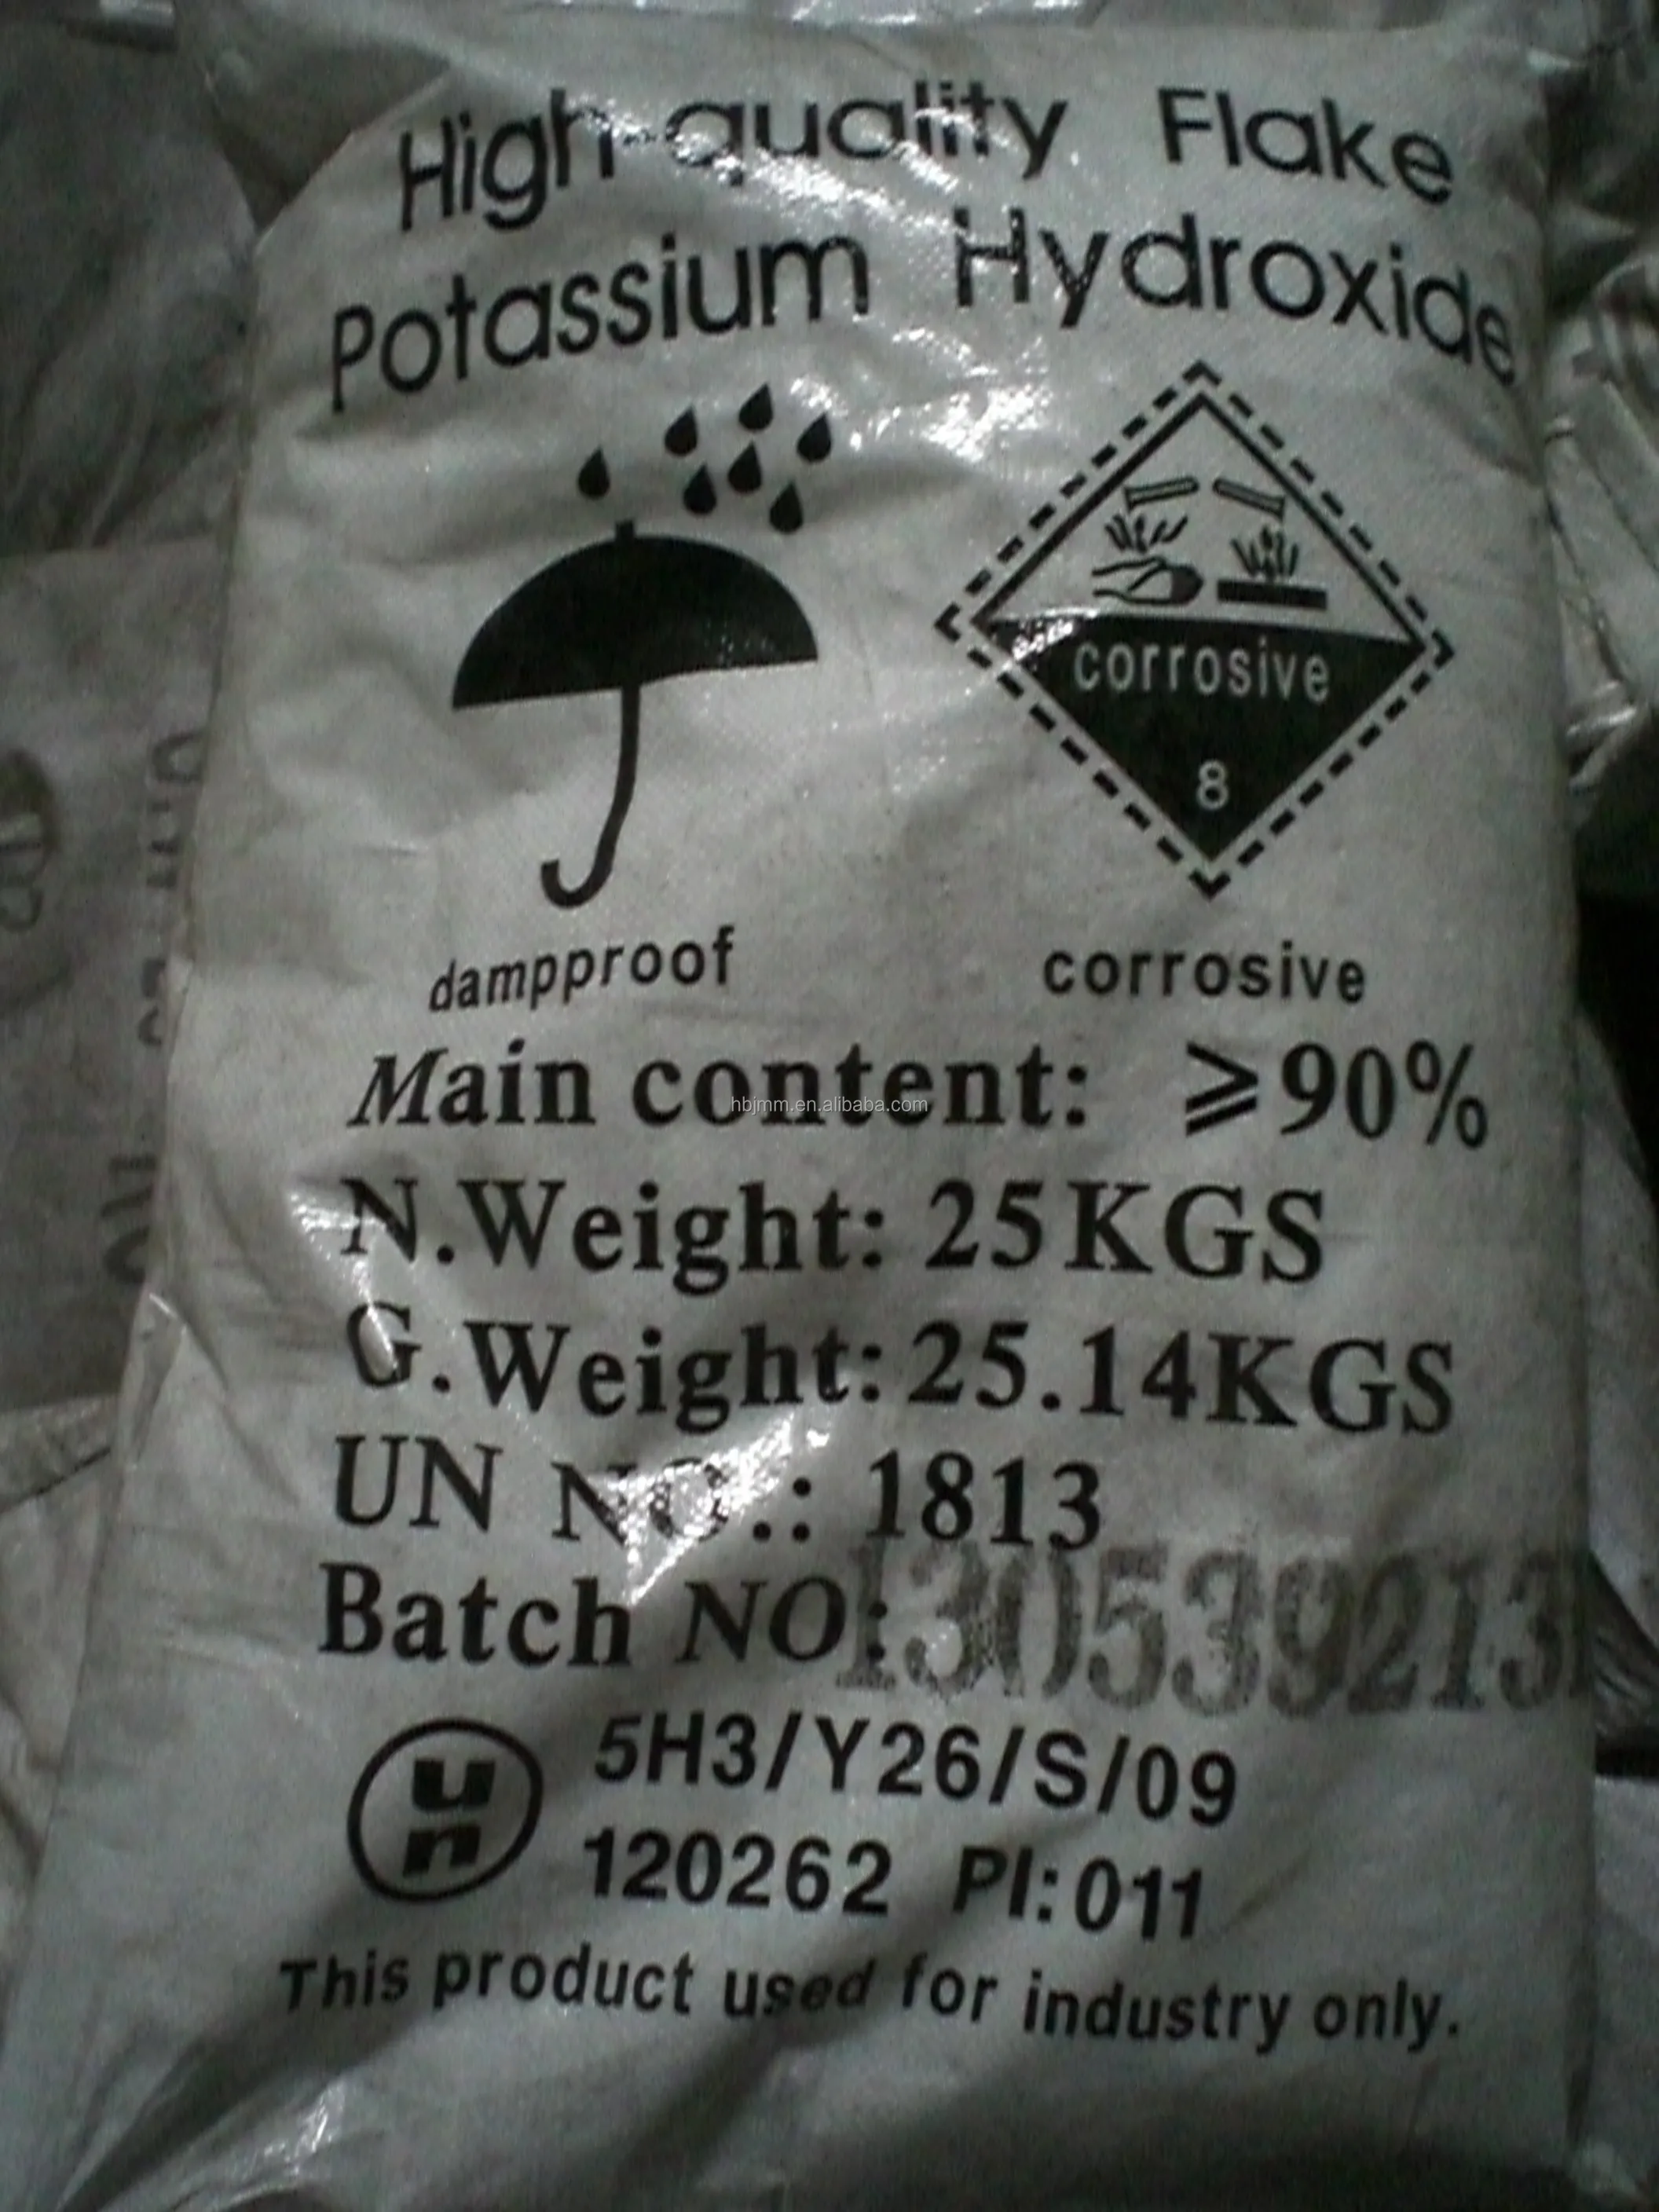 High-quality Flake
Potassium Hydroxide
corrosive
8
dampproof corrosive
Main content: ≥90%
hbjmm.en.alibaba.com
N.Weight: 25KGS
G.Weight: 25.14KGS
UN NO.: 1813
Batch NO: 130539213
un 5H3/Y26/S/09
120262 PI:011
This product used for industry only.